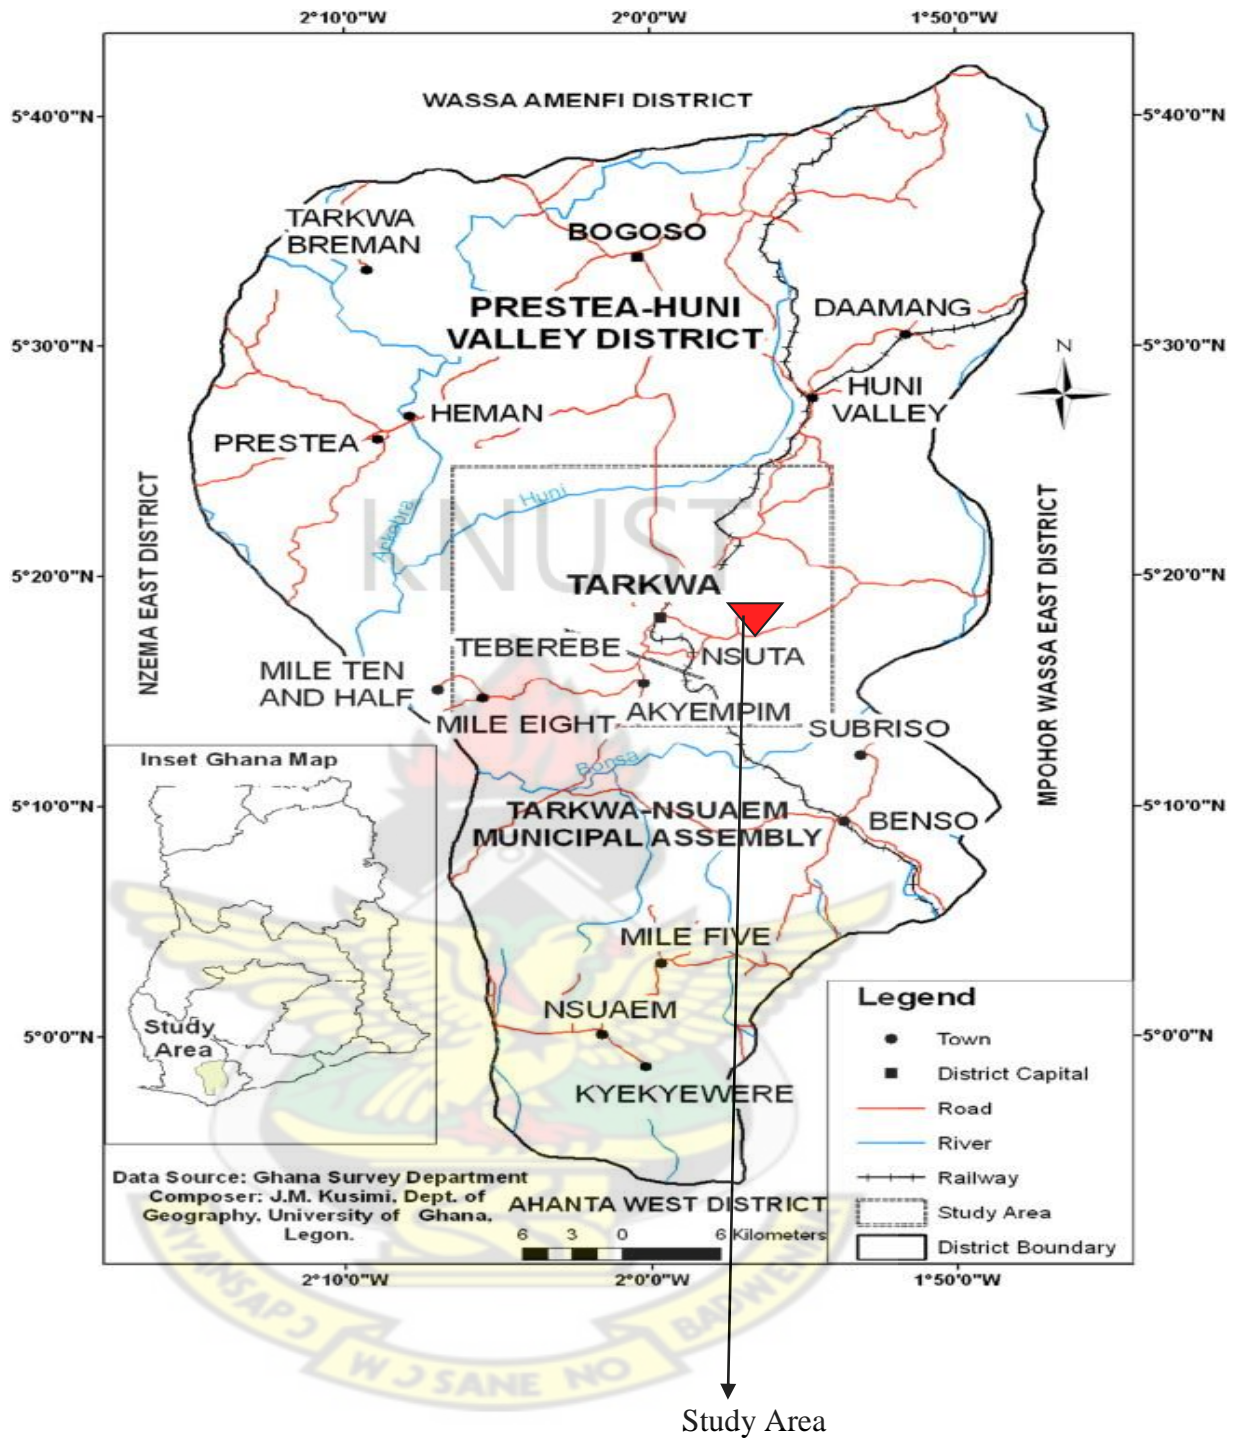 2°10'0"W 2°0'0"W 1°50'0"W
WASSA AMENFI DISTRICT
5°40'0"N 5°40'0"N
TARKWA
BREMAN
BOGOSO
PRESTEA-HUNI
VALLEY DISTRICT
DAAMANG
5°30'0"N 5°30'0"N
N
HUNI
VALLEY
HEMAN
PRESTEA
NZEMA EAST DISTRICT
MPOHOR WASSA EAST DISTRICT
Huni
Ankobra
KNUST
5°20'0"N 5°20'0"N
TARKWA
TEBEREBE
NSUTA
MILE TEN
AND HALF
MILE EIGHT
AKYEMPIM
SUBRISO
Bonsa
Inset Ghana Map
5°10'0"N 5°10'0"N
TARKWA-NSUAEM
MUNICIPAL ASSEMBLY
BENSO
MILE FIVE
NSUAEM
KYEKYEWERE
5°0'0"N 5°0'0"N
Study
Area
Legend
Town
District Capital
Road
River
Railway
Study Area
District Boundary
Data Source: Ghana Survey Department
Composer: J.M. Kusimi, Dept. of
Geography, University of Ghana,
Legon.
AHANTA WEST DISTRICT
6 3 0 6 Kilometers
2°10'0"W 2°0'0"W 1°50'0"W
W Ɔ SANE NO
Study Area